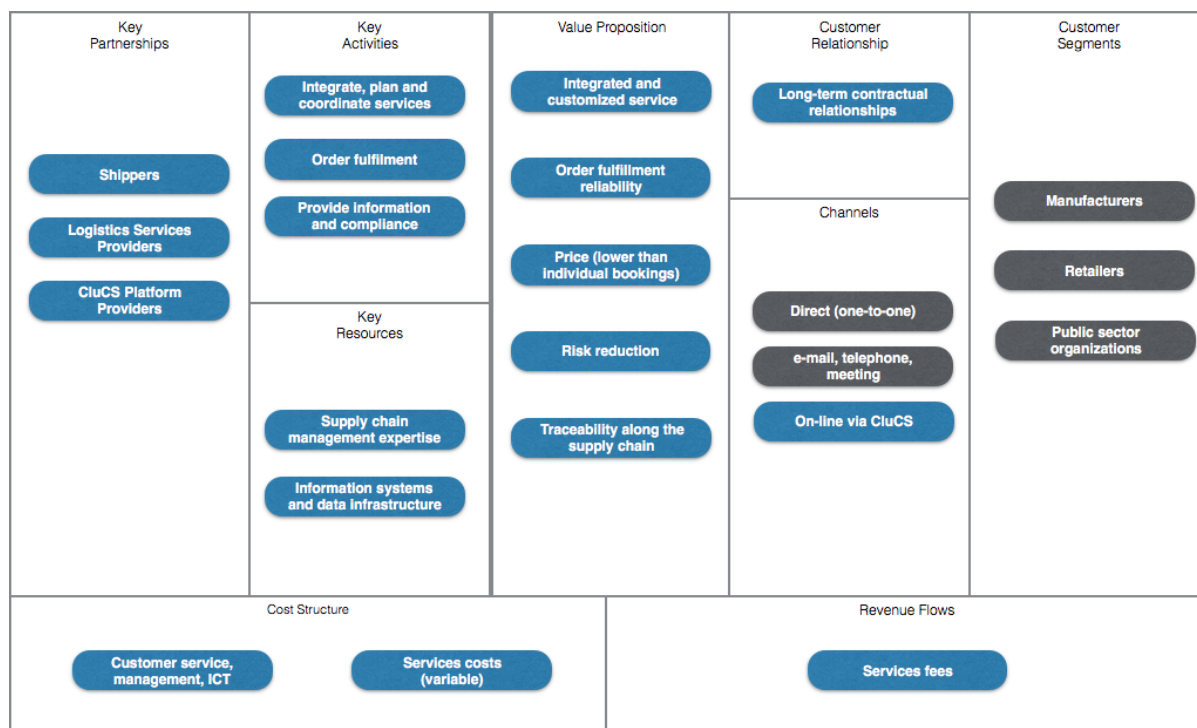 Key
Partnerships
Shippers
Logistics Services
Providers
CluCS Platform
Providers
Key
Activities
Integrate, plan and
coordinate services
Order fulfilment
Provide information
and compliance
Key
Resources
Supply chain
management expertise
Information systems
and data infrastructure
Value Proposition
Integrated and
customized service
Order fulfillment
reliability
Price (lower than
individual bookings)
Risk reduction
Traceability along the
supply chain
Customer
Relationship
Long-term contractual
relationships
Channels
Direct (one-to-one)
e-mail, telephone,
meeting
On-line via CluCS
Customer
Segments
Manufacturers
Retailers
Public sector
organizations
Cost Structure
Customer service,
management, ICT
Services costs
(variable)
Revenue Flows
Services fees